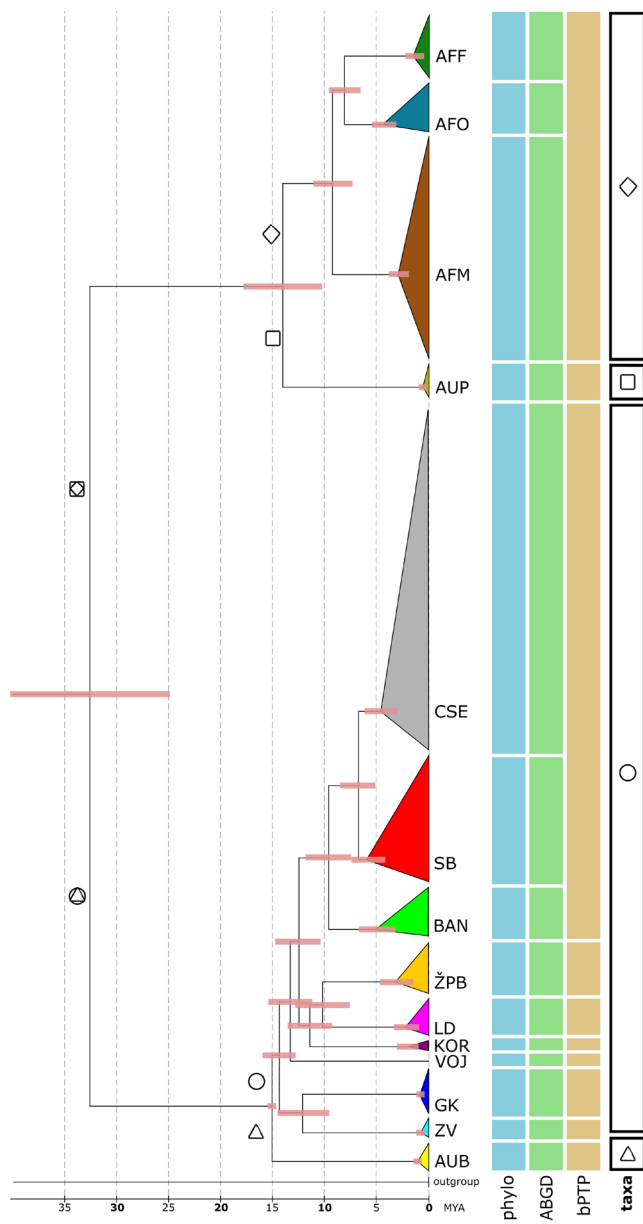 AFF
AFO
AFM
AUP
CSE
SB
BAN
ŽPB
LD
KOR
VOJ
GK
ZV
AUB
outgroup
35 30 25 20 15 10 5 0 MYA
phylo
ABGD
bPTP
taxa